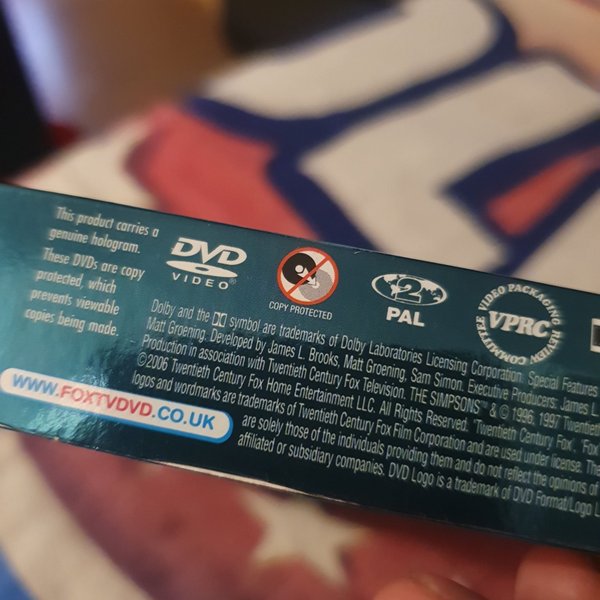 This product carries a
genuine hologram.
These DVDs are copy
protected, which
prevents viewable
copies being made.
DVD
VIDEO®
COPY PROTECTED
2
PAL
VIDEO PACKAGING REVIEW COMMITTEE
VPRC
WWW.FOXTVDVD.CO.UK
Dolby and the DD symbol are trademarks of Dolby Laboratories Licensing Corporation. Special Features
Matt Groening. Developed by James L. Brooks, Matt Groening, Sam Simon. Executive Producers: James L.
Production in association with Twentieth Century Fox Television. THE SIMPSONS™ & © 1996, 1997 Twentieth
©2006 Twentieth Century Fox Home Entertainment LLC. All Rights Reserved. 'Twentieth Century Fox', 'Fox'
logos and wordmarks are trademarks of Twentieth Century Fox Film Corporation and are used under license. The
are solely those of the individuals providing them and do not reflect the opinions of
affiliated or subsidiary companies. DVD Logo is a trademark of DVD Format/Logo L